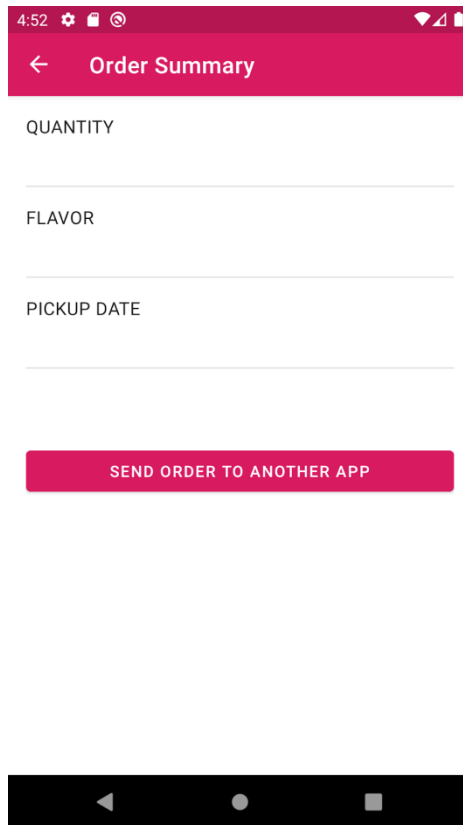 4:52
Order Summary
QUANTITY
FLAVOR
PICKUP DATE
SEND ORDER TO ANOTHER APP